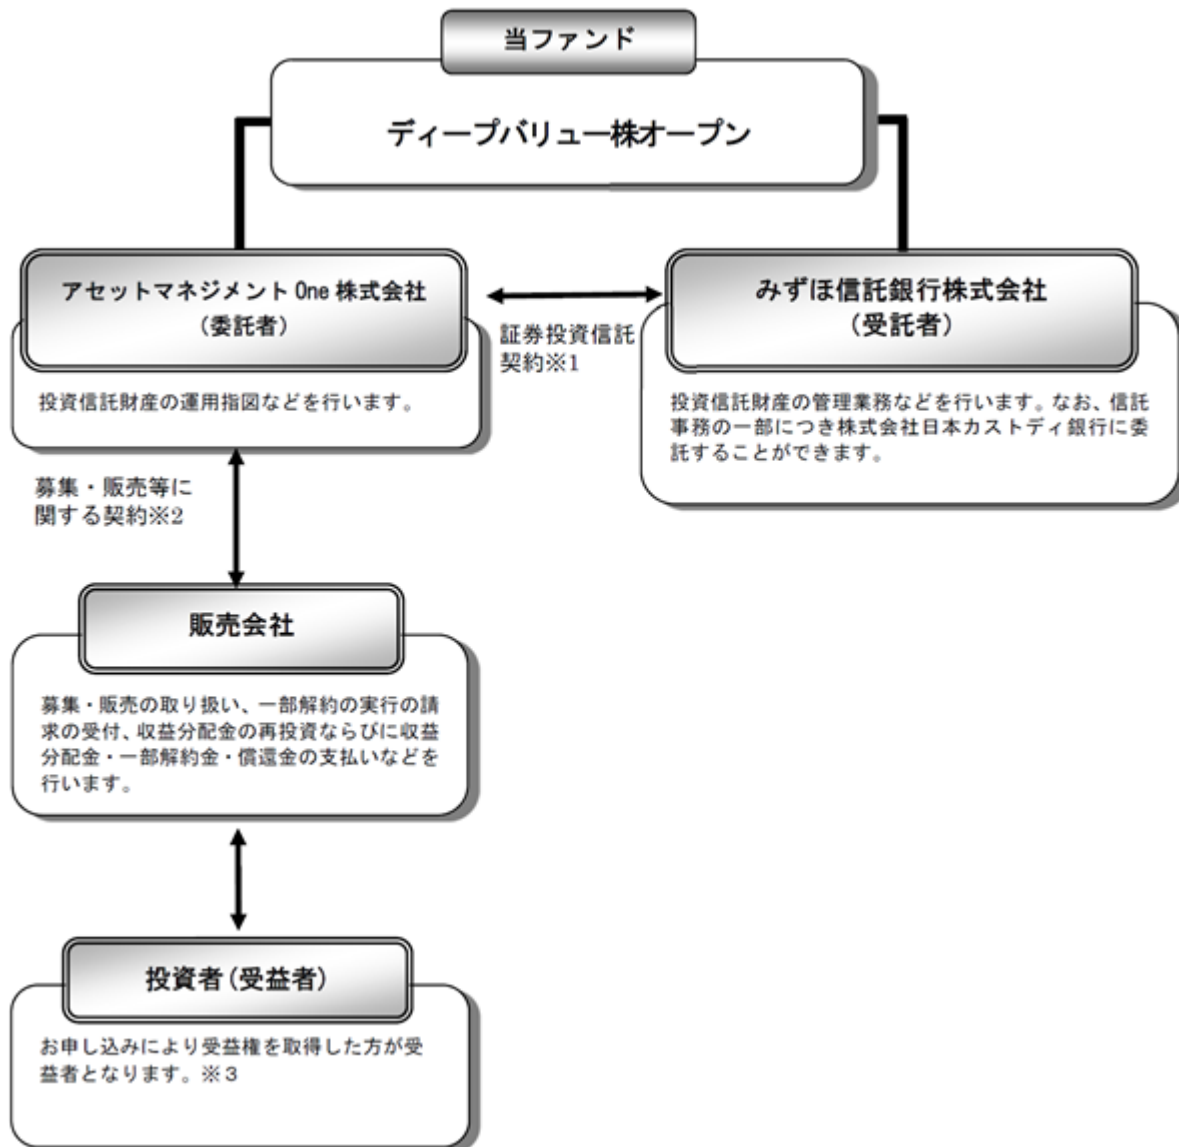 当ファンド
ディープバリュー株オープン
アセットマネジメント One 株式会社
（委託者）
投資信託財産の運用指図などを行います。
証券投資信託
契約※1
みずほ信託銀行株式会社
（受託者）
投資信託財産の管理業務などを行います。なお、信託
事務の一部につき株式会社日本カストディ銀行に委
託することができます。
募集・販売等に
関する契約※2
販売会社
募集・販売の取り扱い、一部解約の実行の請
求の受付、収益分配金の再投資ならびに収益
分配金・一部解約金・償還金の支払いなどを
行います。
投資者(受益者)
お申し込みにより受益権を取得した方が受
益者となります。※３